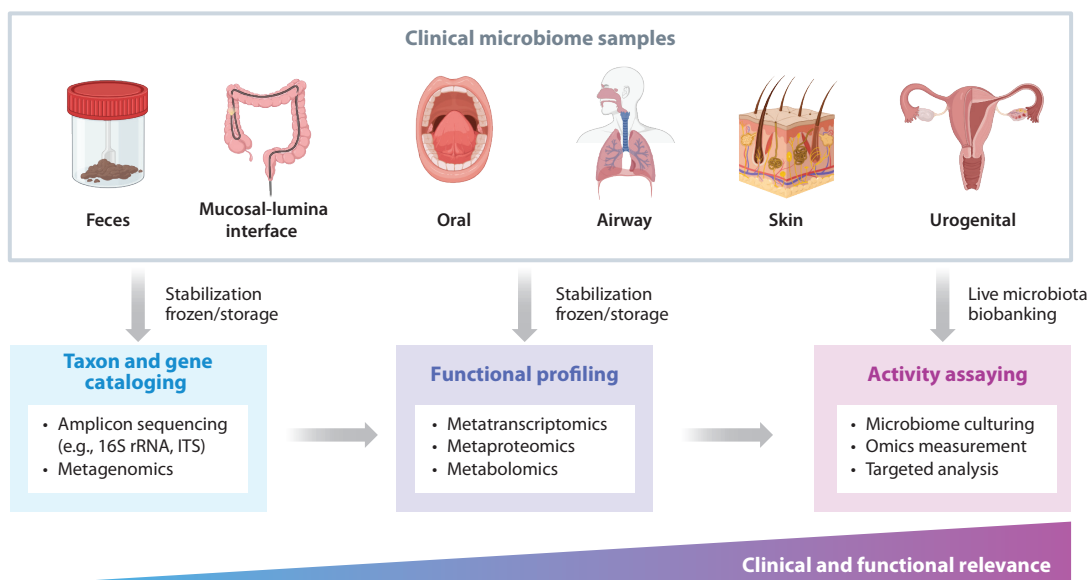 Clinical microbiome samples
Feces
Mucosal-lumina
interface
Oral
Airway
Skin
Urogenital
Stabilization
frozen/storage
Stabilization
frozen/storage
Live microbiota
biobanking
Taxon and gene
cataloging
• Amplicon sequencing
(e.g., 16S rRNA, ITS)
• Metagenomics
Functional profiling
• Metatranscriptomics
• Metaproteomics
• Metabolomics
Activity assaying
• Microbiome culturing
• Omics measurement
• Targeted analysis
Clinical and functional relevance